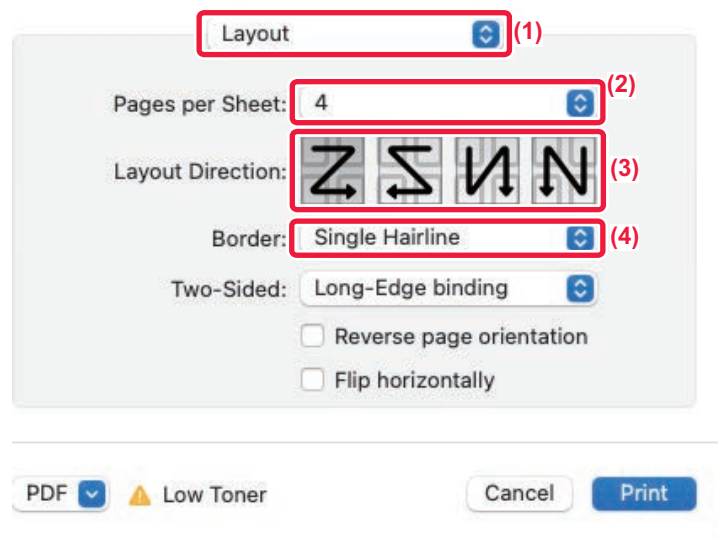 Layout (1)
Pages per Sheet: 4 (2)
Layout Direction: (3)
Border: Single Hairline (4)
Two-Sided: Long-Edge binding
Reverse page orientation
Flip horizontally
PDF Low Toner Cancel Print